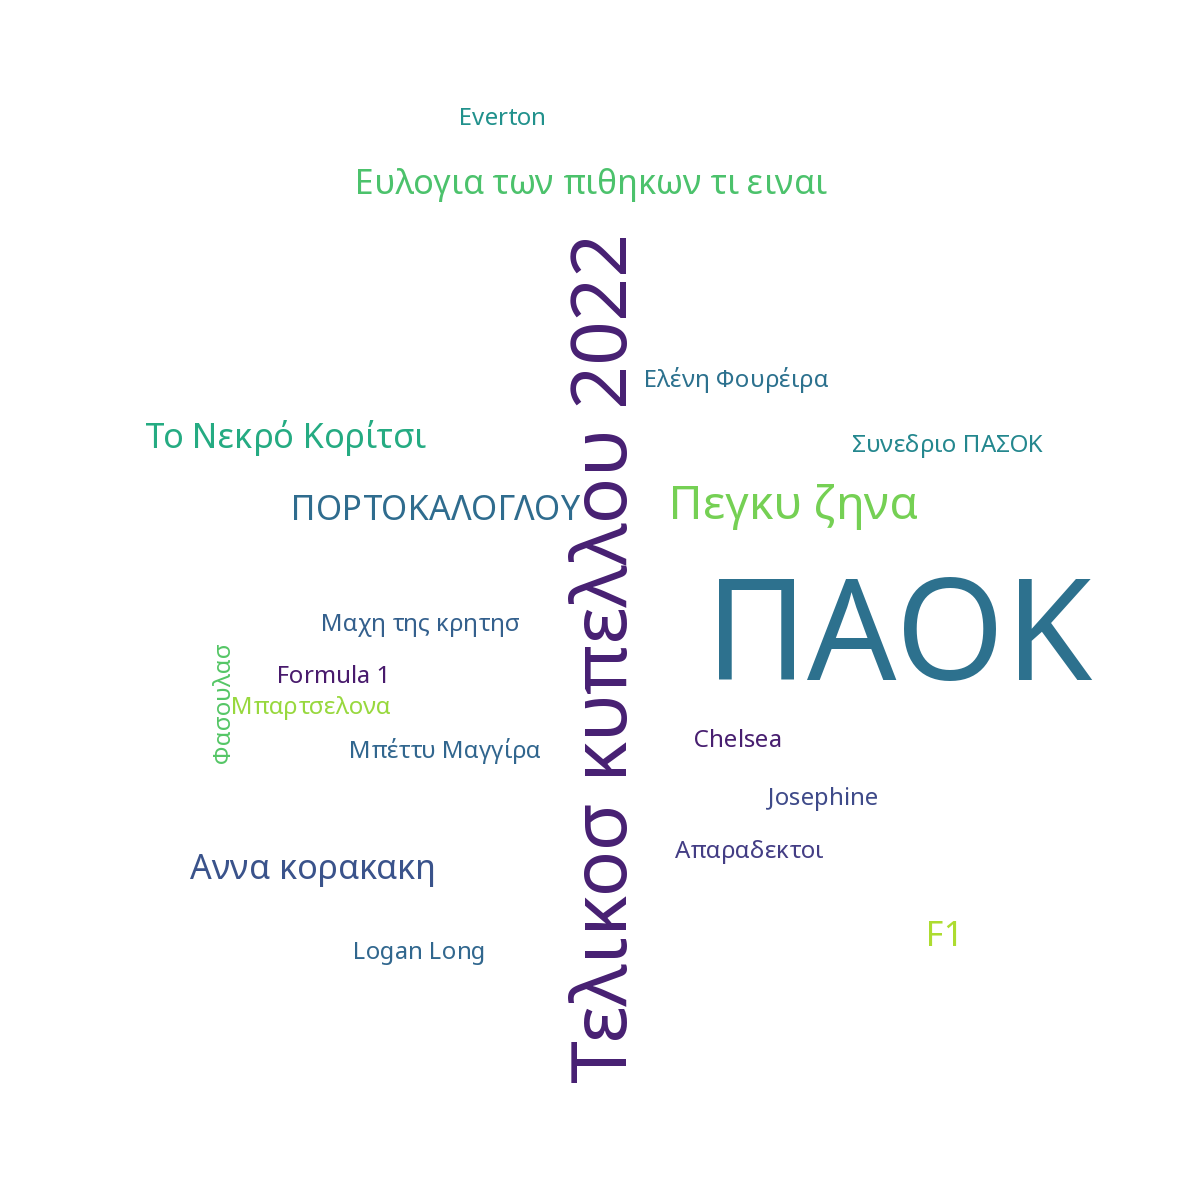 Everton
Ευλογια των πιθηκων τι ειναι
Τελικοσ κυπελλου 2022
Ελένη Φουρέιρα
Το Νεκρό Κορίτσι
Συνεδριο ΠΑΣΟΚ
ΠΟΡΤΟΚΑΛΟΓΛΟΥ
Πεγκυ ζηνα
ΠΑΟΚ
Μαχη της κρητησ
Formula 1
Φασουλασ
Μπαρτσελονα
Μπέττυ Μαγγίρα
Chelsea
Josephine
Απαραδεκτοι
Αννα κορακακη
F1
Logan Long